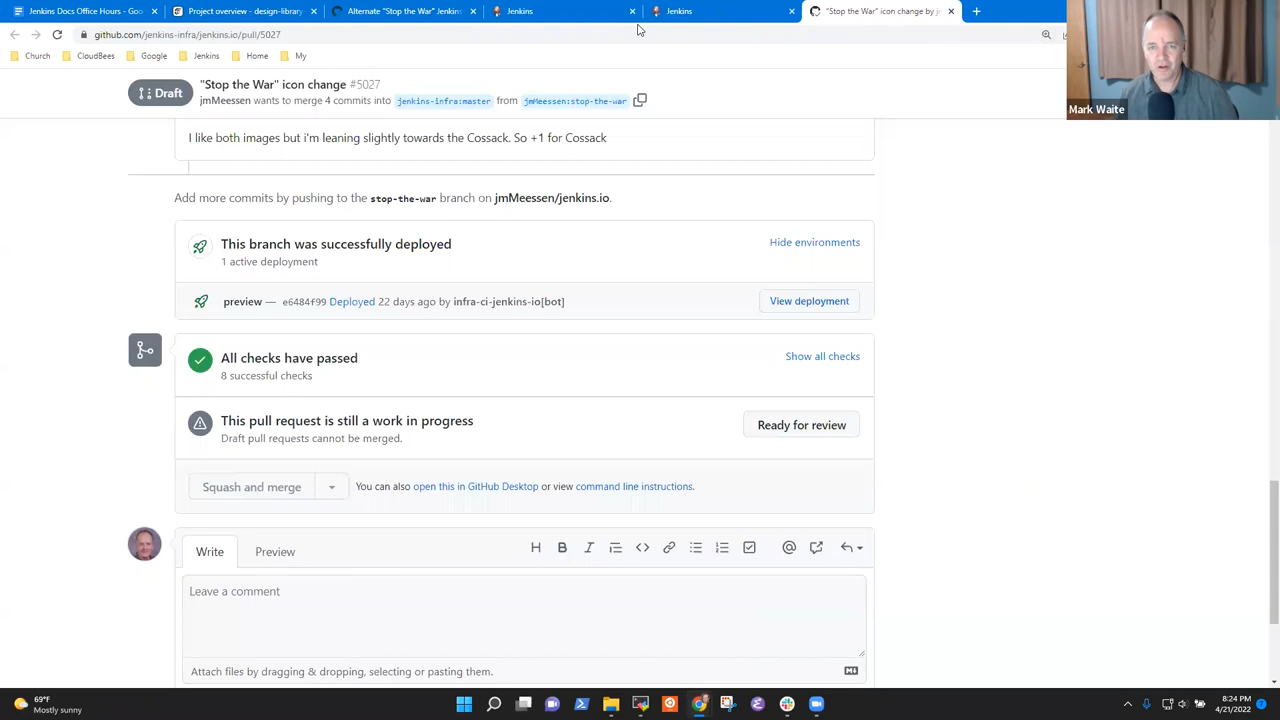 Jenkins Docs Office Hours - Goo
Project overview - design-library
Alternate "Stop the War" Jenkins
Jenkins
Jenkins
"Stop the War" icon change by j
github.com/jenkins-infra/jenkins.io/pull/5027
Church
CloudBees
Google
Jenkins
Home
My
Mark Waite
Draft
"Stop the War" icon change #5027
jmMeessen wants to merge 4 commits into jenkins-infra:master from jmMeessen:stop-the-war
I like both images but i'm leaning slightly towards the Cossack. So +1 for Cossack
Add more commits by pushing to the stop-the-war branch on jmMeessen/jenkins.io.
This branch was successfully deployed
Hide environments
1 active deployment
preview — e6484f99 Deployed 22 days ago by infra-ci-jenkins-io[bot]
View deployment
All checks have passed
Show all checks
8 successful checks
This pull request is still a work in progress
Ready for review
Draft pull requests cannot be merged.
Squash and merge
You can also open this in GitHub Desktop or view command line instructions.
Write
Preview
Leave a comment
Attach files by dragging & dropping, selecting or pasting them.
69°F
Mostly sunny
8:24 PM
4/21/2022